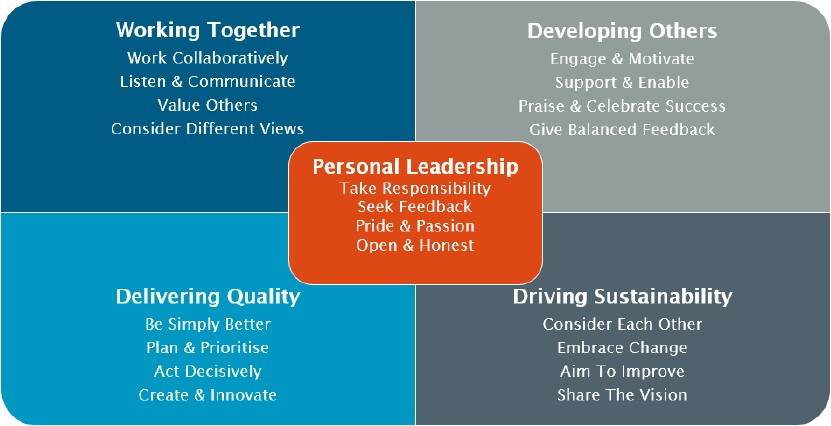 Working Together
Work Collaboratively
Listen & Communicate
Value Others
Consider Different Views
Developing Others
Engage & Motivate
Support & Enable
Praise & Celebrate Success
Give Balanced Feedback
Personal Leadership
Take Responsibility
Seek Feedback
Pride & Passion
Open & Honest
Delivering Quality
Be Simply Better
Plan & Prioritise
Act Decisively
Create & Innovate
Driving Sustainability
Consider Each Other
Embrace Change
Aim To Improve
Share The Vision